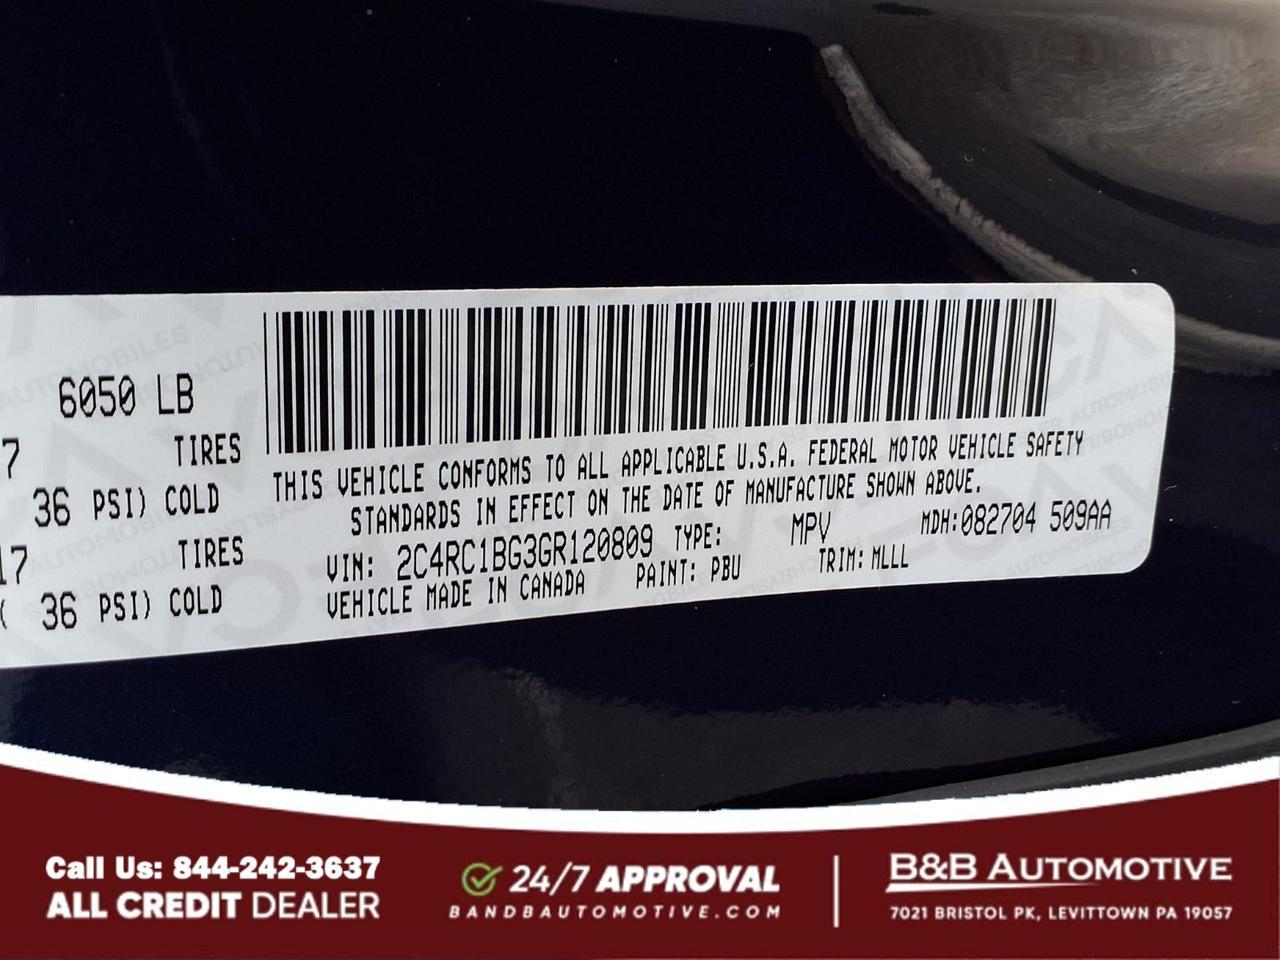 6050 LB
7 TIRES
36 PSI) COLD
17 TIRES
( 36 PSI) COLD
THIS VEHICLE CONFORMS TO ALL APPLICABLE U.S.A. FEDERAL MOTOR VEHICLE SAFETY
STANDARDS IN EFFECT ON THE DATE OF MANUFACTURE SHOWN ABOVE.
VIN: 2C4RC1BG3GR120809 TYPE: MPV MDH:082704 509AA
VEHICLE MADE IN CANADA PAINT: PBU TRIM: MLLL
Call Us: 844-242-3637
ALL CREDIT DEALER
24/7 APPROVAL
BANDBAUTOMOTIVE.COM
B&B AUTOMOTIVE
7021 BRISTOL PK, LEVITTOWN PA 19057